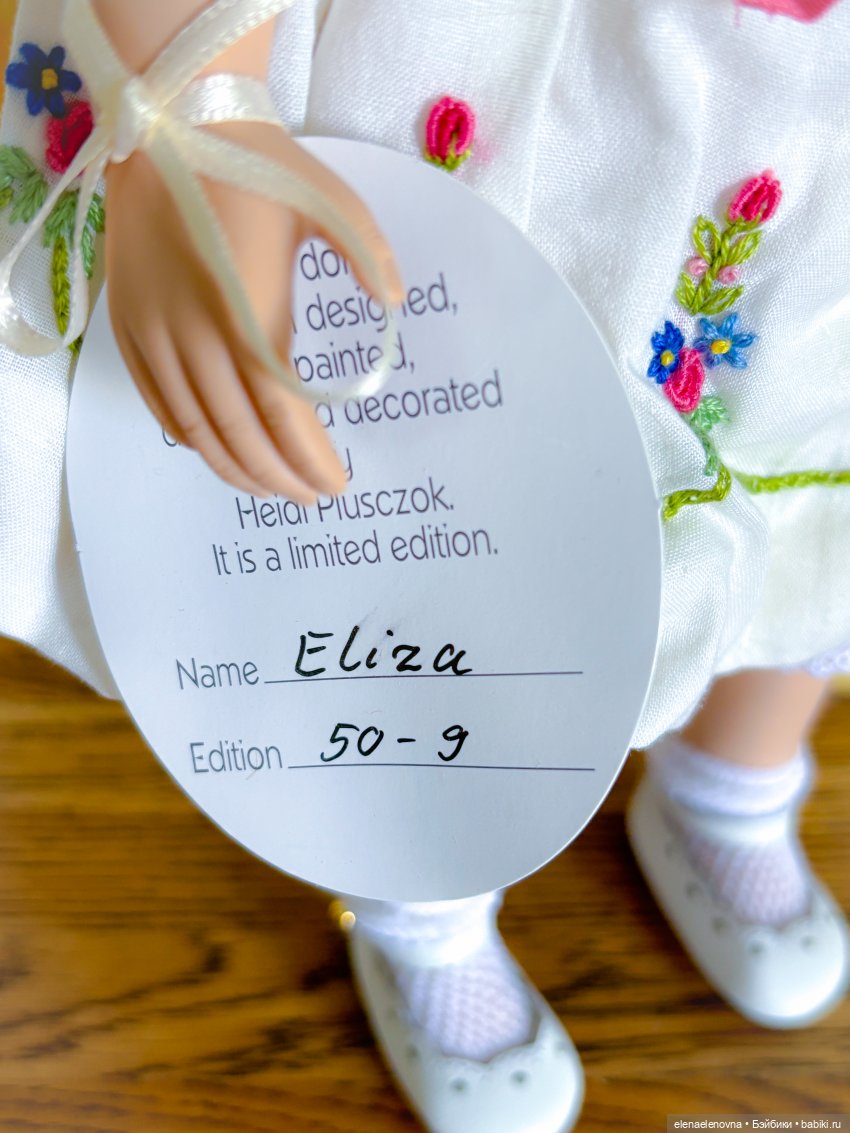 designed,
painted,
decorated
Heidi Plusczok.
It is a limited edition.
Name Eliza
Edition 50 - 9
elenaelenovna • Бэйбики • babiki.ru